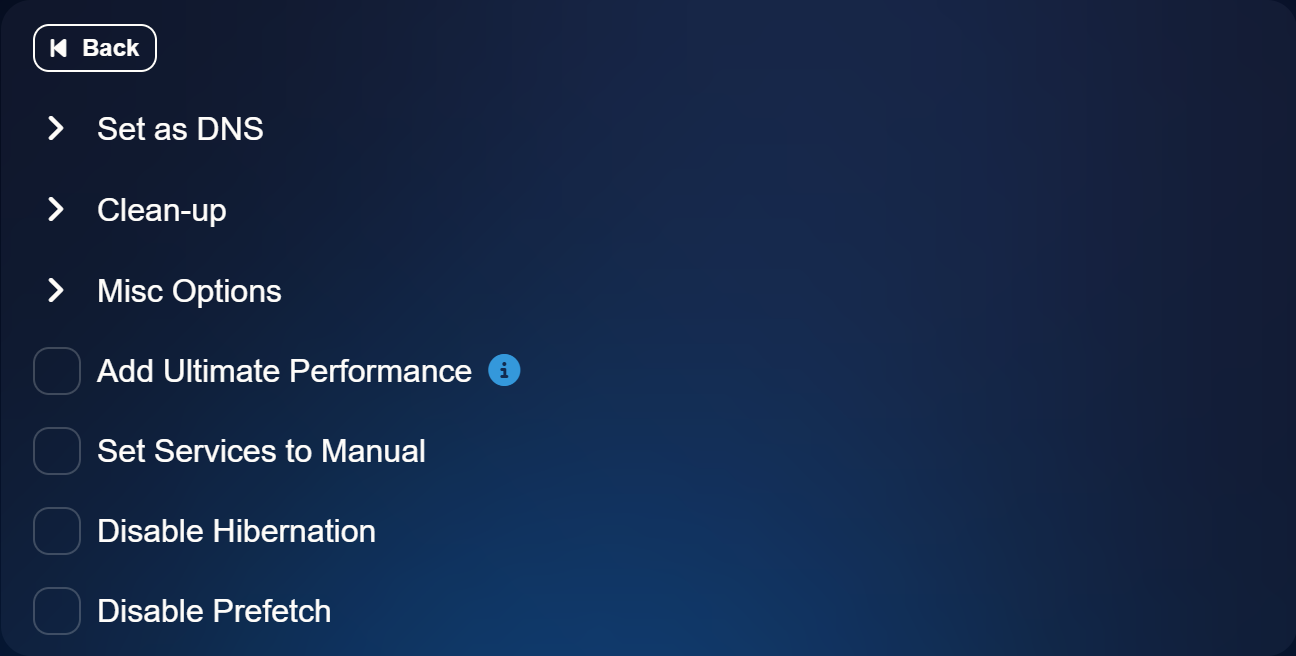 Back
Set as DNS
Clean-up
Misc Options
Add Ultimate Performance
Set Services to Manual
Disable Hibernation
Disable Prefetch